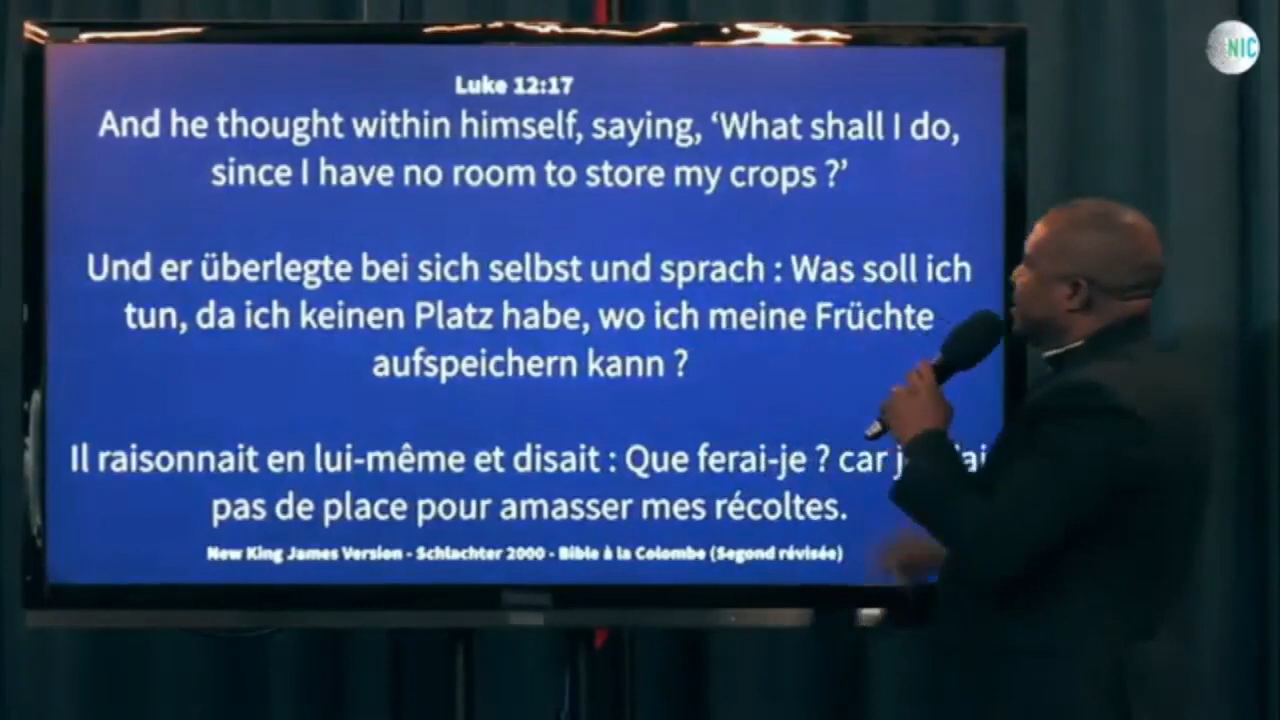 NIC
Luke 12:17
And he thought within himself, saying, ‘What shall I do,
since I have no room to store my crops ?’
Und er überlegte bei sich selbst und sprach : Was soll ich
tun, da ich keinen Platz habe, wo ich meine Früchte
aufspeichern kann ?
Il raisonnait en lui-même et disait : Que ferai-je ? car
pas de place pour amasser mes récoltes.
New King James Version - Schlachter 2000 - Bible à la Colombe (Segond révisée)